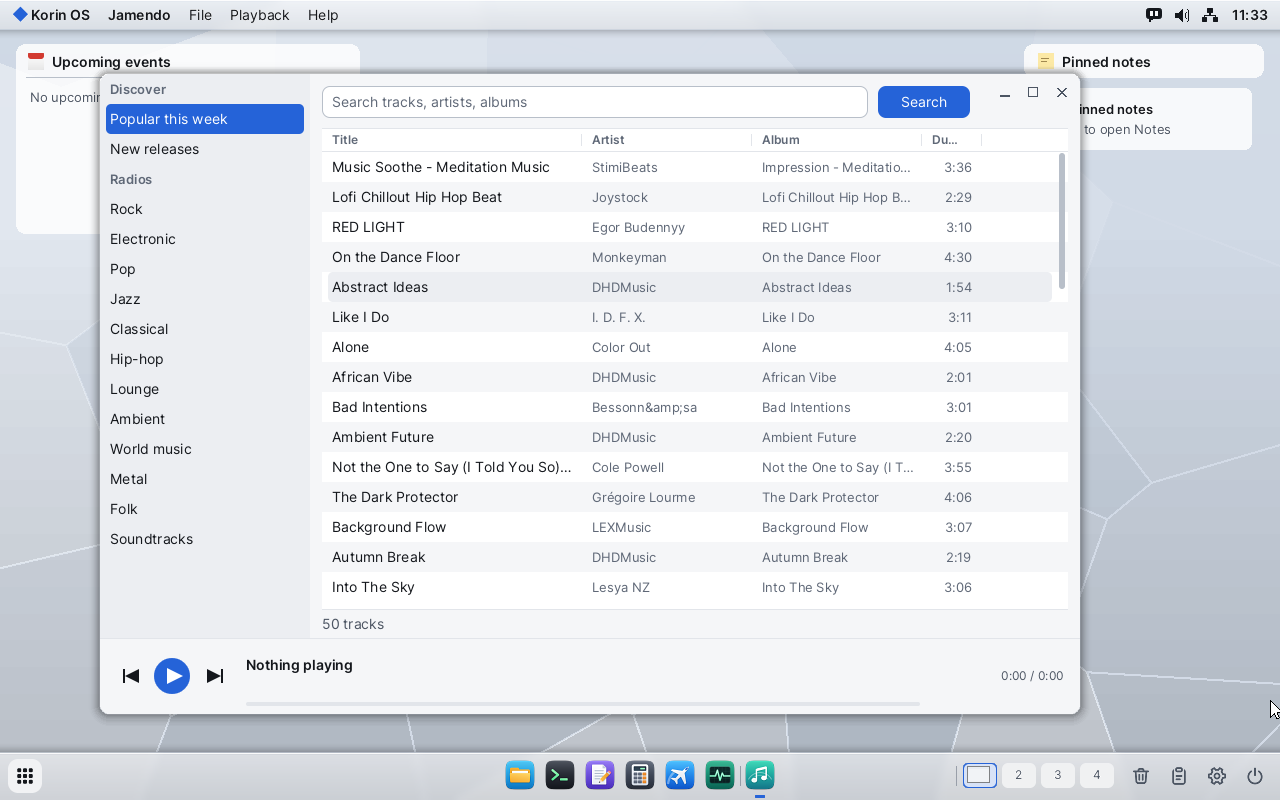 Korin OS Jamendo File Playback Help 11:33
Upcoming events
No upcomin
Pinned notes
inned notes
to open Notes
Discover
Popular this week
New releases
Radios
Rock
Electronic
Pop
Jazz
Classical
Hip-hop
Lounge
Ambient
World music
Metal
Folk
Soundtracks
Search tracks, artists, albums Search
Title Artist Album Du...
Music Soothe - Meditation Music StimiBeats Impression - Meditatio... 3:36
Lofi Chillout Hip Hop Beat Joystock Lofi Chillout Hip Hop B... 2:29
RED LIGHT Egor Budennyy RED LIGHT 3:10
On the Dance Floor Monkeyman On the Dance Floor 4:30
Abstract Ideas DHDMusic Abstract Ideas 1:54
Like I Do I. D. F. X. Like I Do 3:11
Alone Color Out Alone 4:05
African Vibe DHDMusic African Vibe 2:01
Bad Intentions Bessonn&amp;sa Bad Intentions 3:01
Ambient Future DHDMusic Ambient Future 2:20
Not the One to Say (I Told You So)... Cole Powell Not the One to Say (I T... 3:55
The Dark Protector Grégoire Lourme The Dark Protector 4:06
Background Flow LEXMusic Background Flow 3:07
Autumn Break DHDMusic Autumn Break 2:19
Into The Sky Lesya NZ Into The Sky 3:06
50 tracks
Nothing playing
0:00 / 0:00
2 3 4